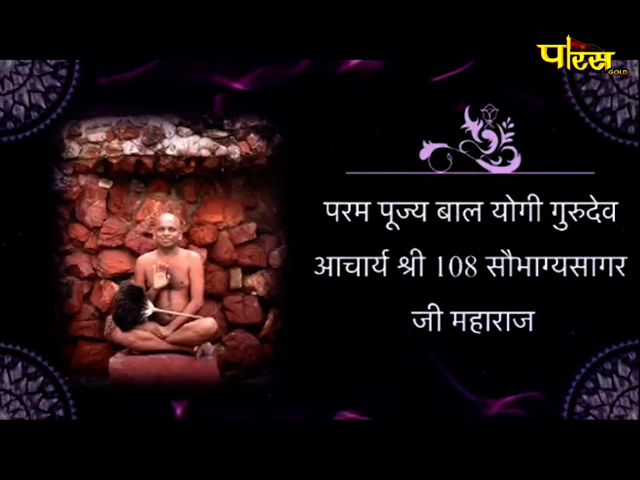 पारस
GOLD
परम पूज्य बाल योगी गुरुदेव
आचार्य श्री 108 सौभाग्यसागर
जी महाराज